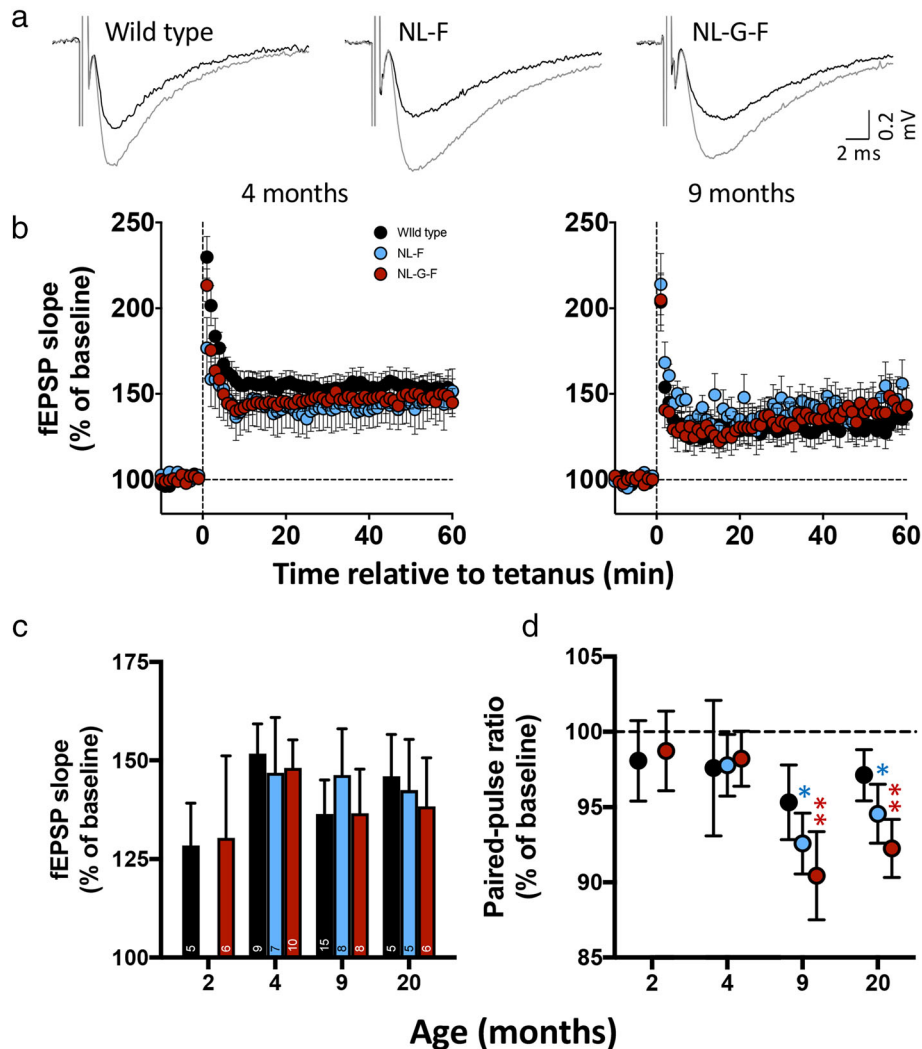 a
Wild type
NL-F
NL-G-F
0.2
mV
2 ms
4 months
9 months
b
250
200
150
100
fEPSP slope
(% of baseline)
WIld type
NL-F
NL-G-F
0
20
40
60
250
200
150
100
0
20
40
60
Time relative to tetanus (min)
c
175
150
125
100
fEPSP slope
(% of baseline)
5
6
9
7
10
15
8
8
5
5
6
2
4
9
20
d
105
100
95
90
85
Paired-pulse ratio
(% of baseline)
*
**
*
**
2
4
9
20
Age (months)